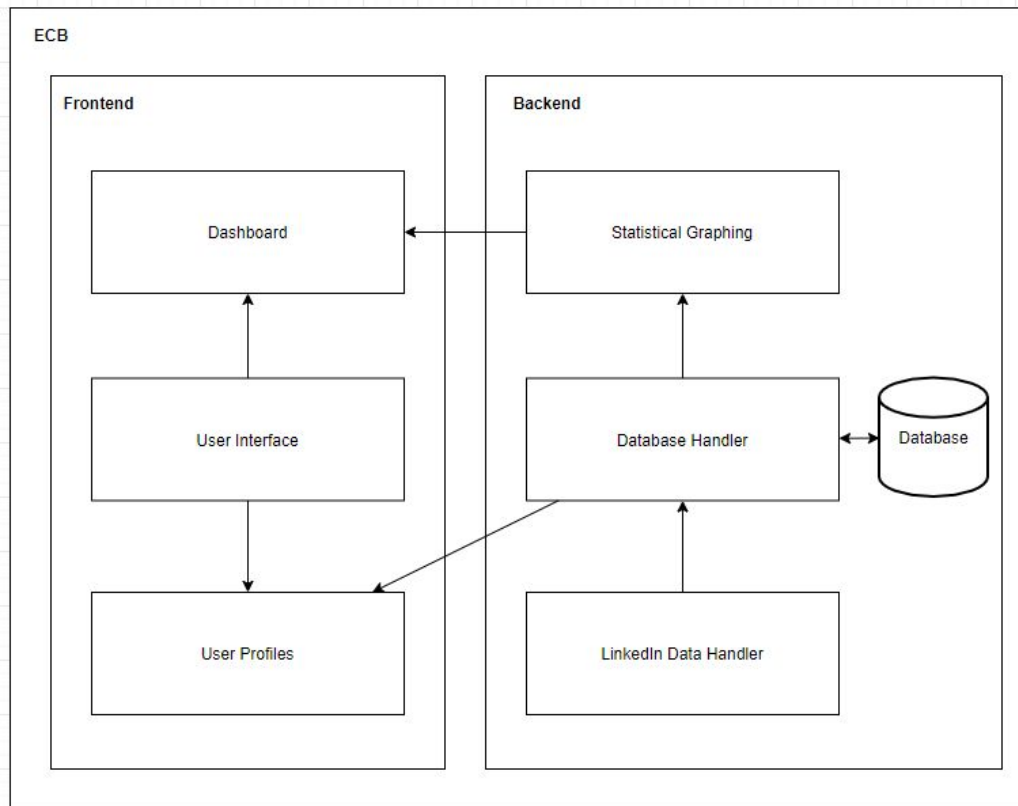 ECB
Frontend
Backend
Dashboard
Statistical Graphing
User Interface
Database Handler
Database
User Profiles
LinkedIn Data Handler